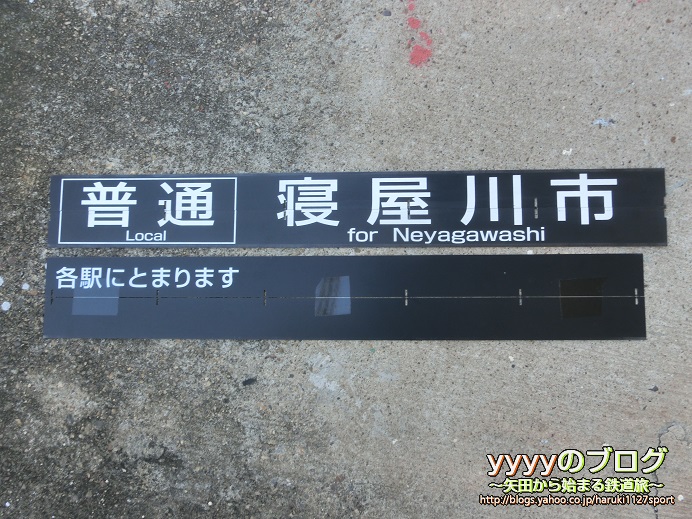 普通 寝屋川市
Local for Neyagawashi
各駅にとまります
yyyyのブログ
～矢田から始まる鉄道旅～
http://blogs.yahoo.co.jp/haruki1127sport